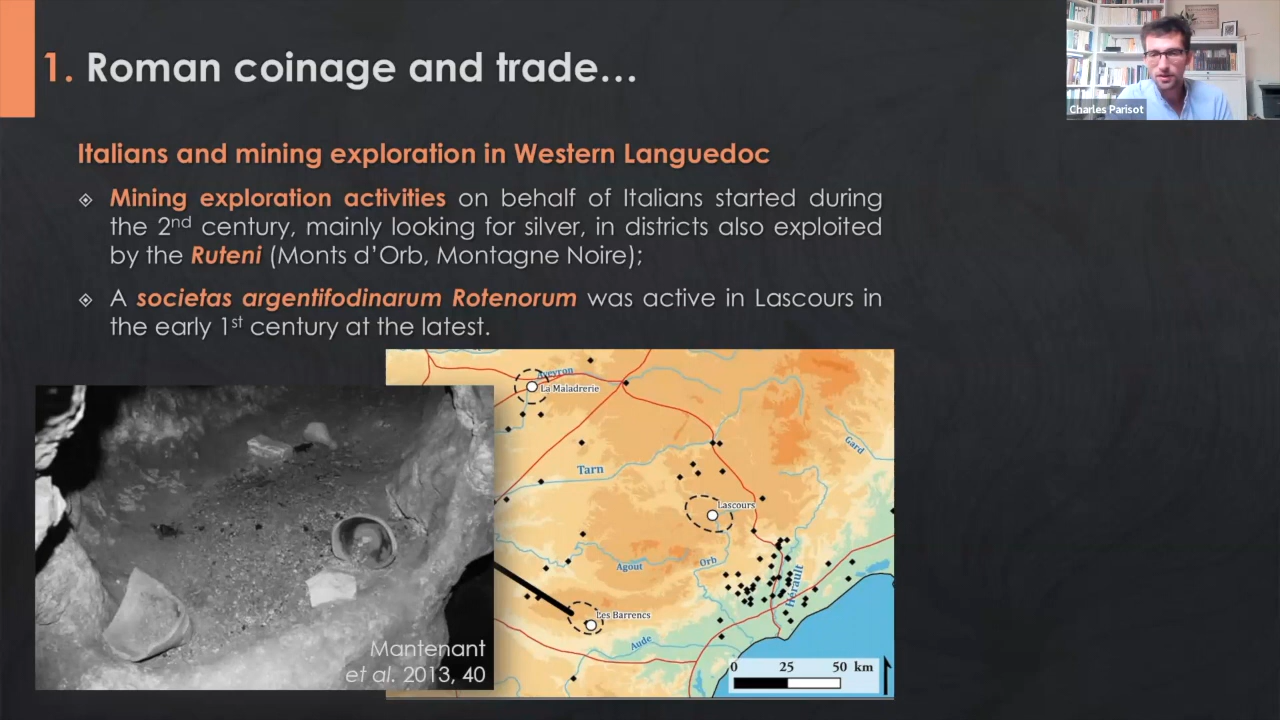 1. Roman coinage and trade…
Charles Parisot
Italians and mining exploration in Western Languedoc
Mining exploration activities on behalf of Italians started during
the 2nd century, mainly looking for silver, in districts also exploited
by the Ruteni (Monts d’Orb, Montagne Noire);
A societas argentifodinarum Rotenorum was active in Lascours in
the early 1st century at the latest.
Aveyron
La Maladrerie
Gard
Tarn
Lascours
Orb
Agout
Hérault
Les Barrencs
Aude
Mantenant
et al. 2013, 40
0 25 50 km